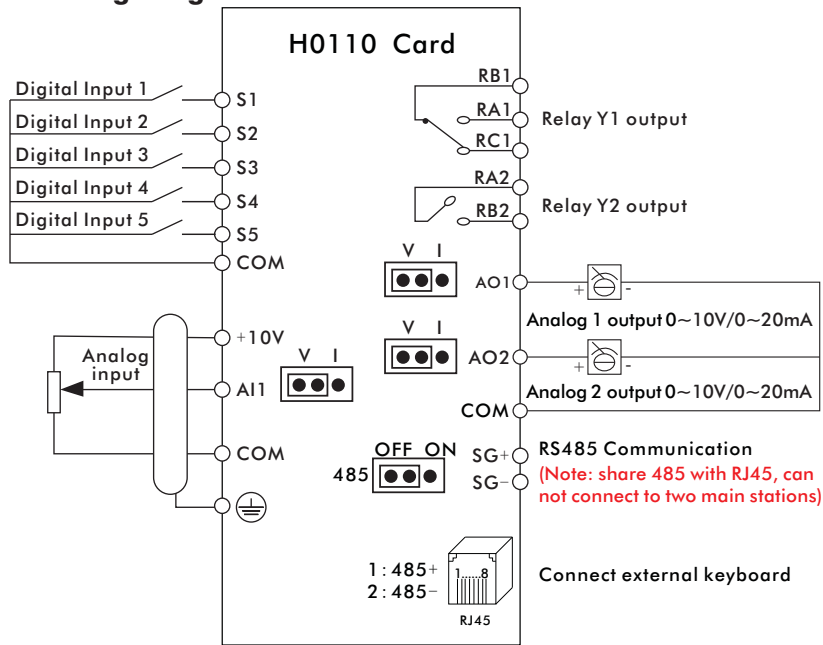 H0110 Card
Digital Input 1
S1
Digital Input 2
S2
Digital Input 3
S3
Digital Input 4
S4
Digital Input 5
S5
COM
+10V
Analog
input
AI1
V I
COM
RB1
RA1
RC1
Relay Y1 output
RA2
RB2
Relay Y2 output
V I
AO1
+ -
Analog 1 output 0~10V/0~20mA
V I
AO2
+ -
Analog 2 output 0~10V/0~20mA
COM
OFF ON
485
SG+
SG-
RS485 Communication
(Note: share 485 with RJ45, can
not connect to two main stations)
1:485+
2:485-
1......8
RJ45
Connect external keyboard